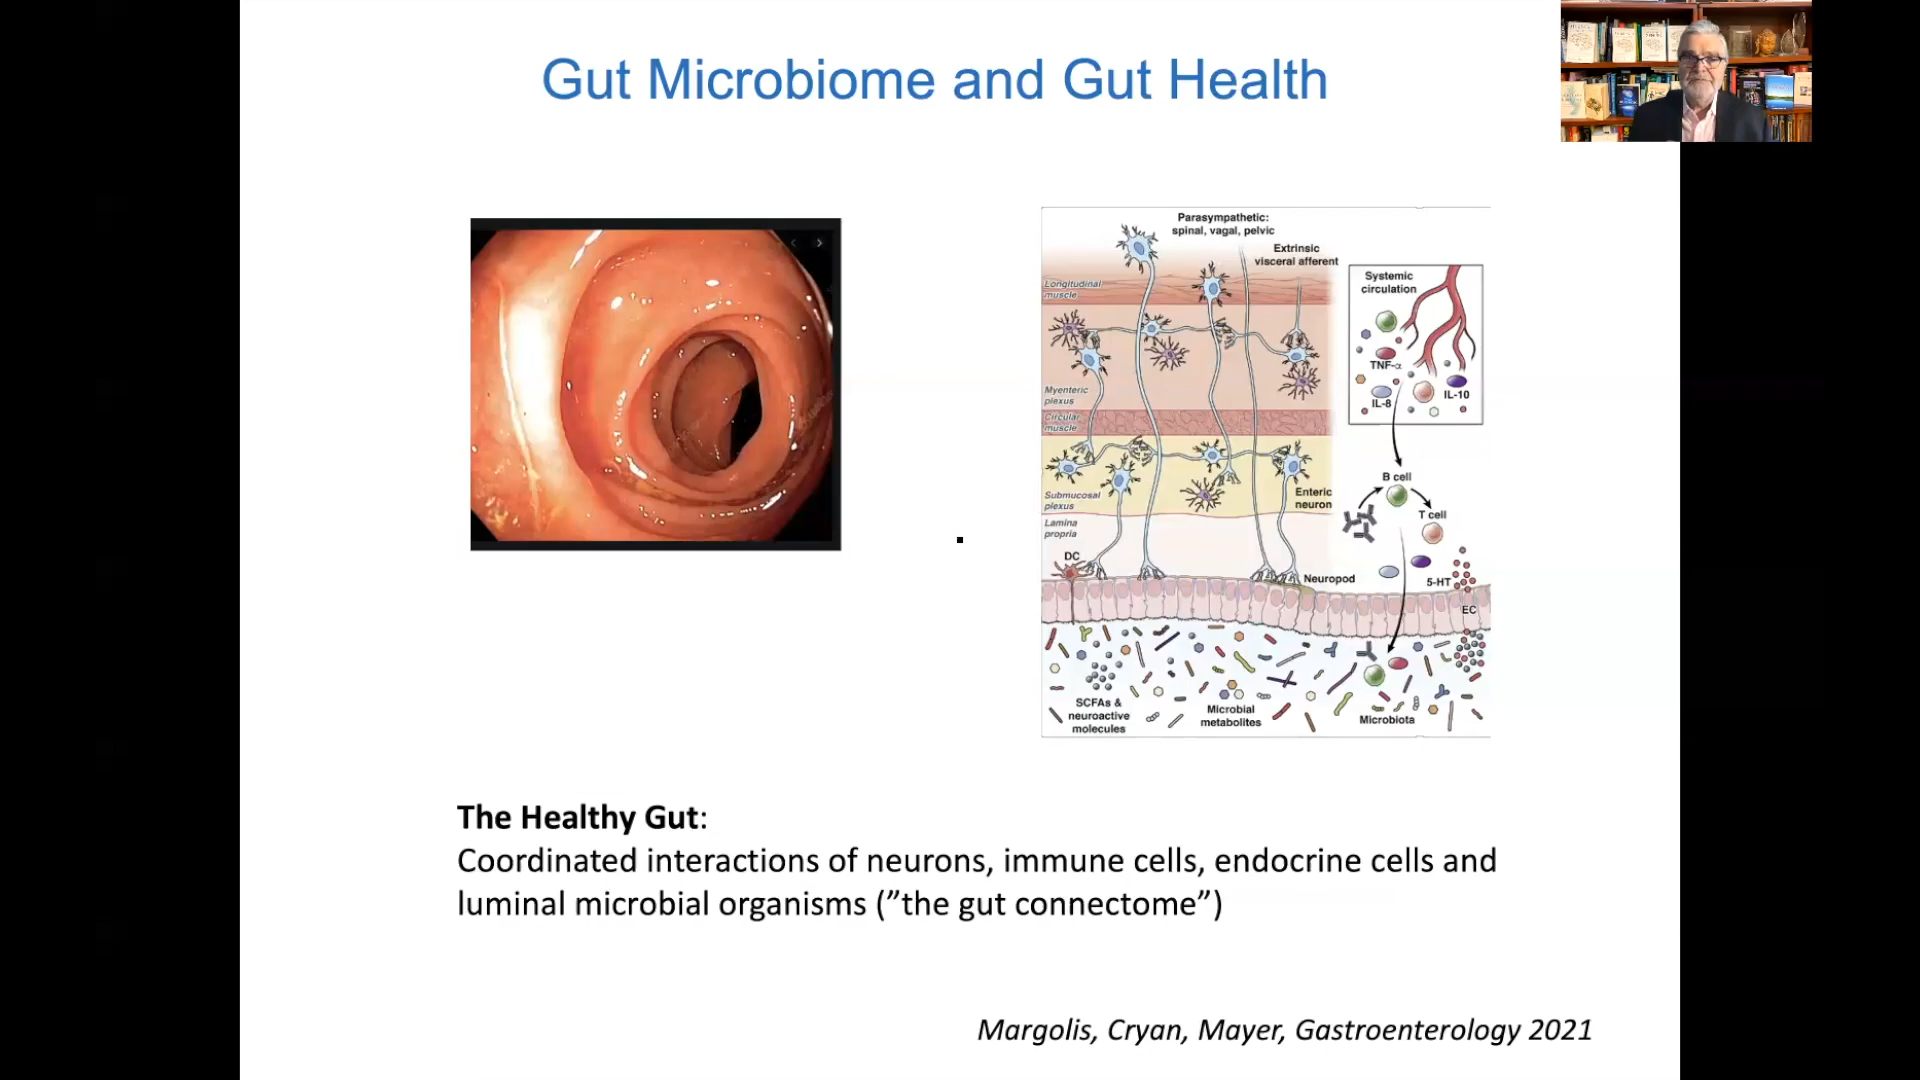 Gut Microbiome and Gut Health
Parasympathetic:
spinal, vagal, pelvic
Extrinsic
visceral afferent
Longitudinal
muscle
Myenteric
plexus
Circular
muscle
Submucosal
plexus
Enteric
neuron
Lamina
propria
DC
Neuropod
Systemic
circulation
TNF-α
IL-8
IL-10
B cell
T cell
5-HT
EC
SCFAs &
neuroactive
molecules
Microbial
metabolites
Microbiota
The Healthy Gut:
Coordinated interactions of neurons, immune cells, endocrine cells and
luminal microbial organisms (”the gut connectome”)
Margolis, Cryan, Mayer, Gastroenterology 2021